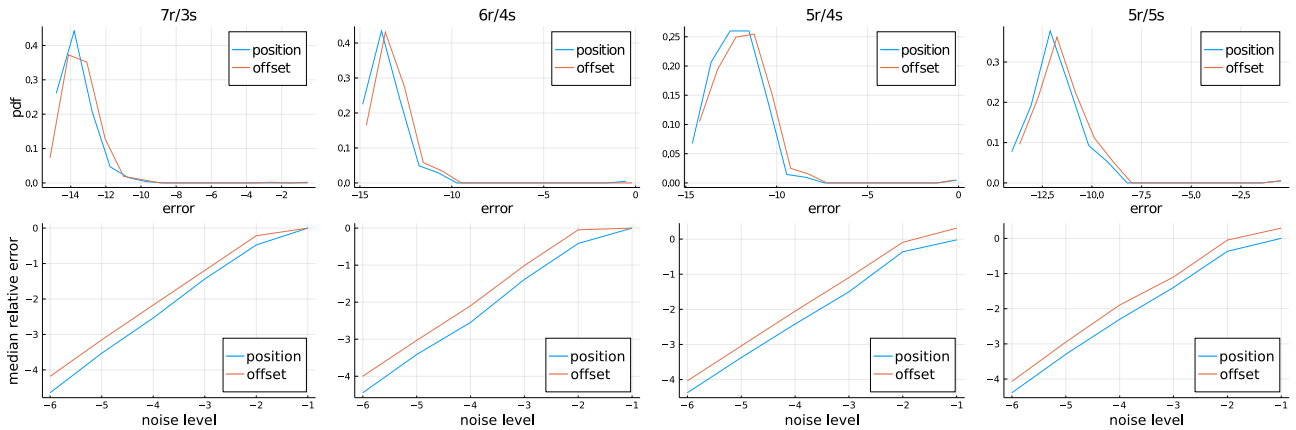 7r/3s 6r/4s 5r/4s 5r/5s
pdf
0.4
0.3
0.2
0.1
0.0
position
offset
−14 −12 −10 −8 −6 −4 −2
error
0.4
0.3
0.2
0.1
0.0
position
offset
−15 −10 −5 0
error
0.25
0.20
0.15
0.10
0.05
0.00
position
offset
−15 −10 −5 0
error
0.3
0.2
0.1
0.0
position
offset
−12.5 −10.0 −7.5 −5.0 −2.5
error
median relative error
0
−1
−2
−3
−4
position
offset
−6 −5 −4 −3 −2 −1
noise level
0
−1
−2
−3
−4
position
offset
−6 −5 −4 −3 −2 −1
noise level
0
−1
−2
−3
−4
position
offset
−6 −5 −4 −3 −2 −1
noise level
0
−1
−2
−3
−4
position
offset
−6 −5 −4 −3 −2 −1
noise level